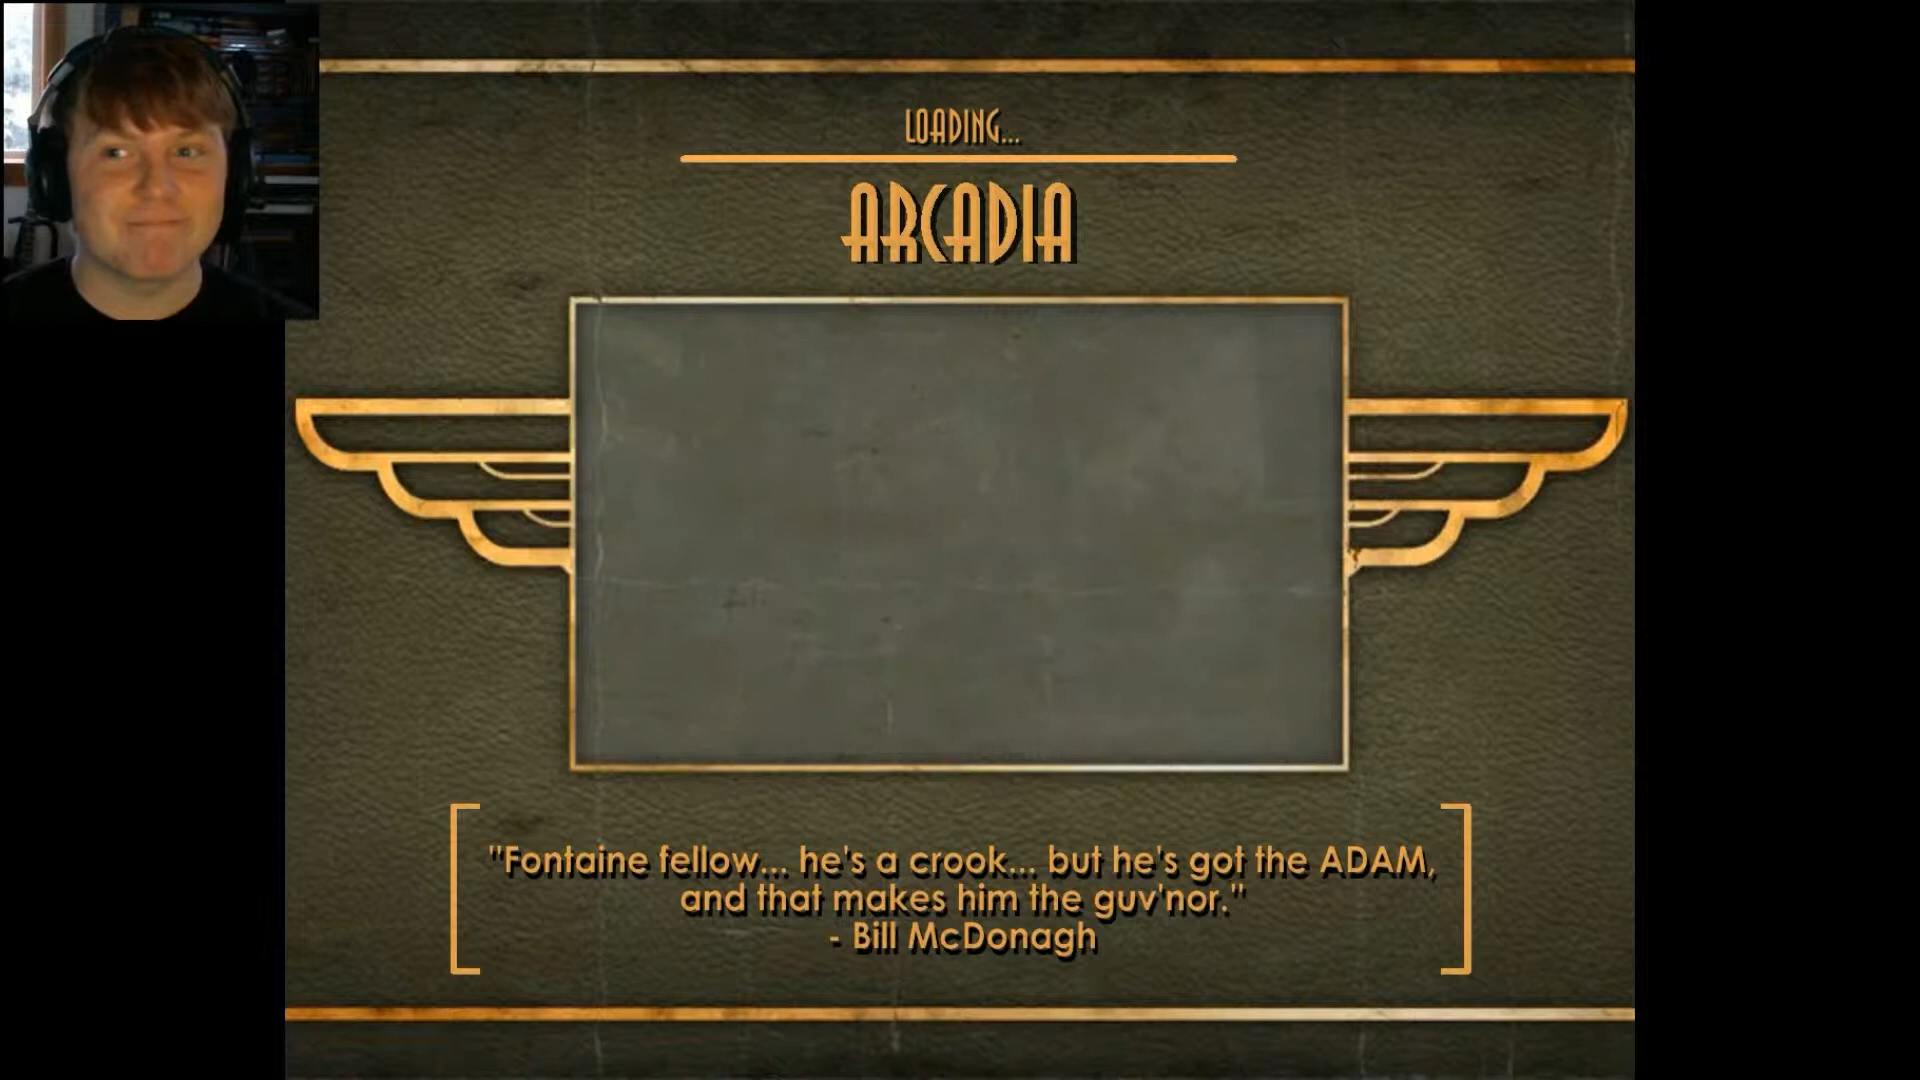 LOADING...
ARCADIA
"Fontaine fellow... he's a crook... but he's got the ADAM,
and that makes him the guv'nor."
- Bill McDonagh